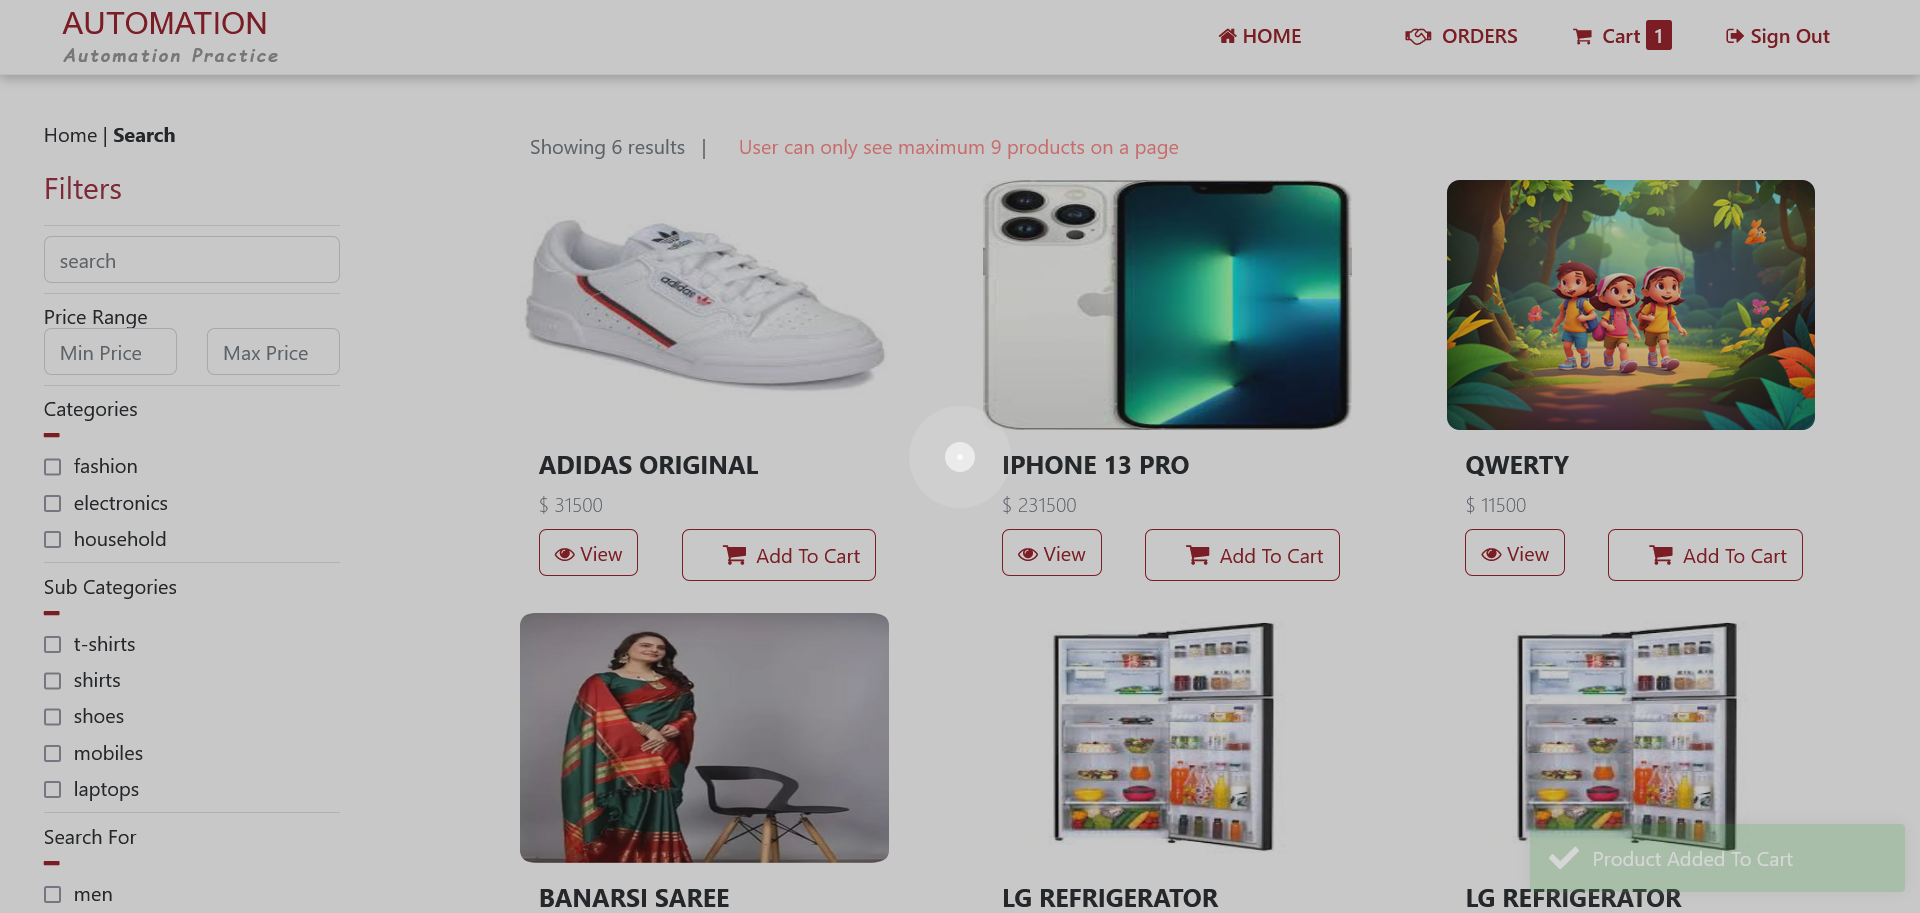 AUTOMATION
Automation Practice
HOME
ORDERS
Cart 1
Sign Out
Home | Search
Filters
search
Price Range
Min Price
Max Price
Categories
fashion
electronics
household
Sub Categories
t-shirts
shirts
shoes
mobiles
laptops
Search For
men
Showing 6 results |
User can only see maximum 9 products on a page
adidas
ADIDAS ORIGINAL
$ 31500
View
Add To Cart
IPHONE 13 PRO
$ 231500
View
Add To Cart
QWERTY
$ 11500
View
Add To Cart
BANARSI SAREE
LG REFRIGERATOR
LG REFRIGERATOR
Product Added To Cart